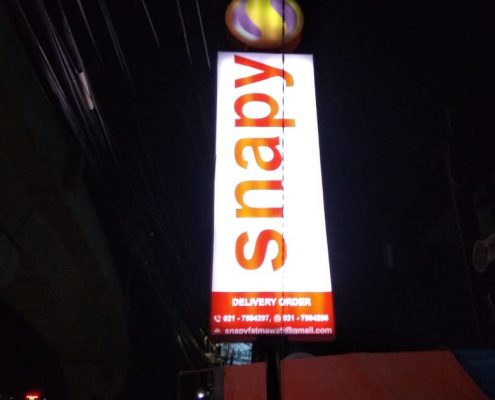 snapy
DELIVERY ORDER
021 - 7504297, 021 - 7504296
snapyfatmawati@gmail.com